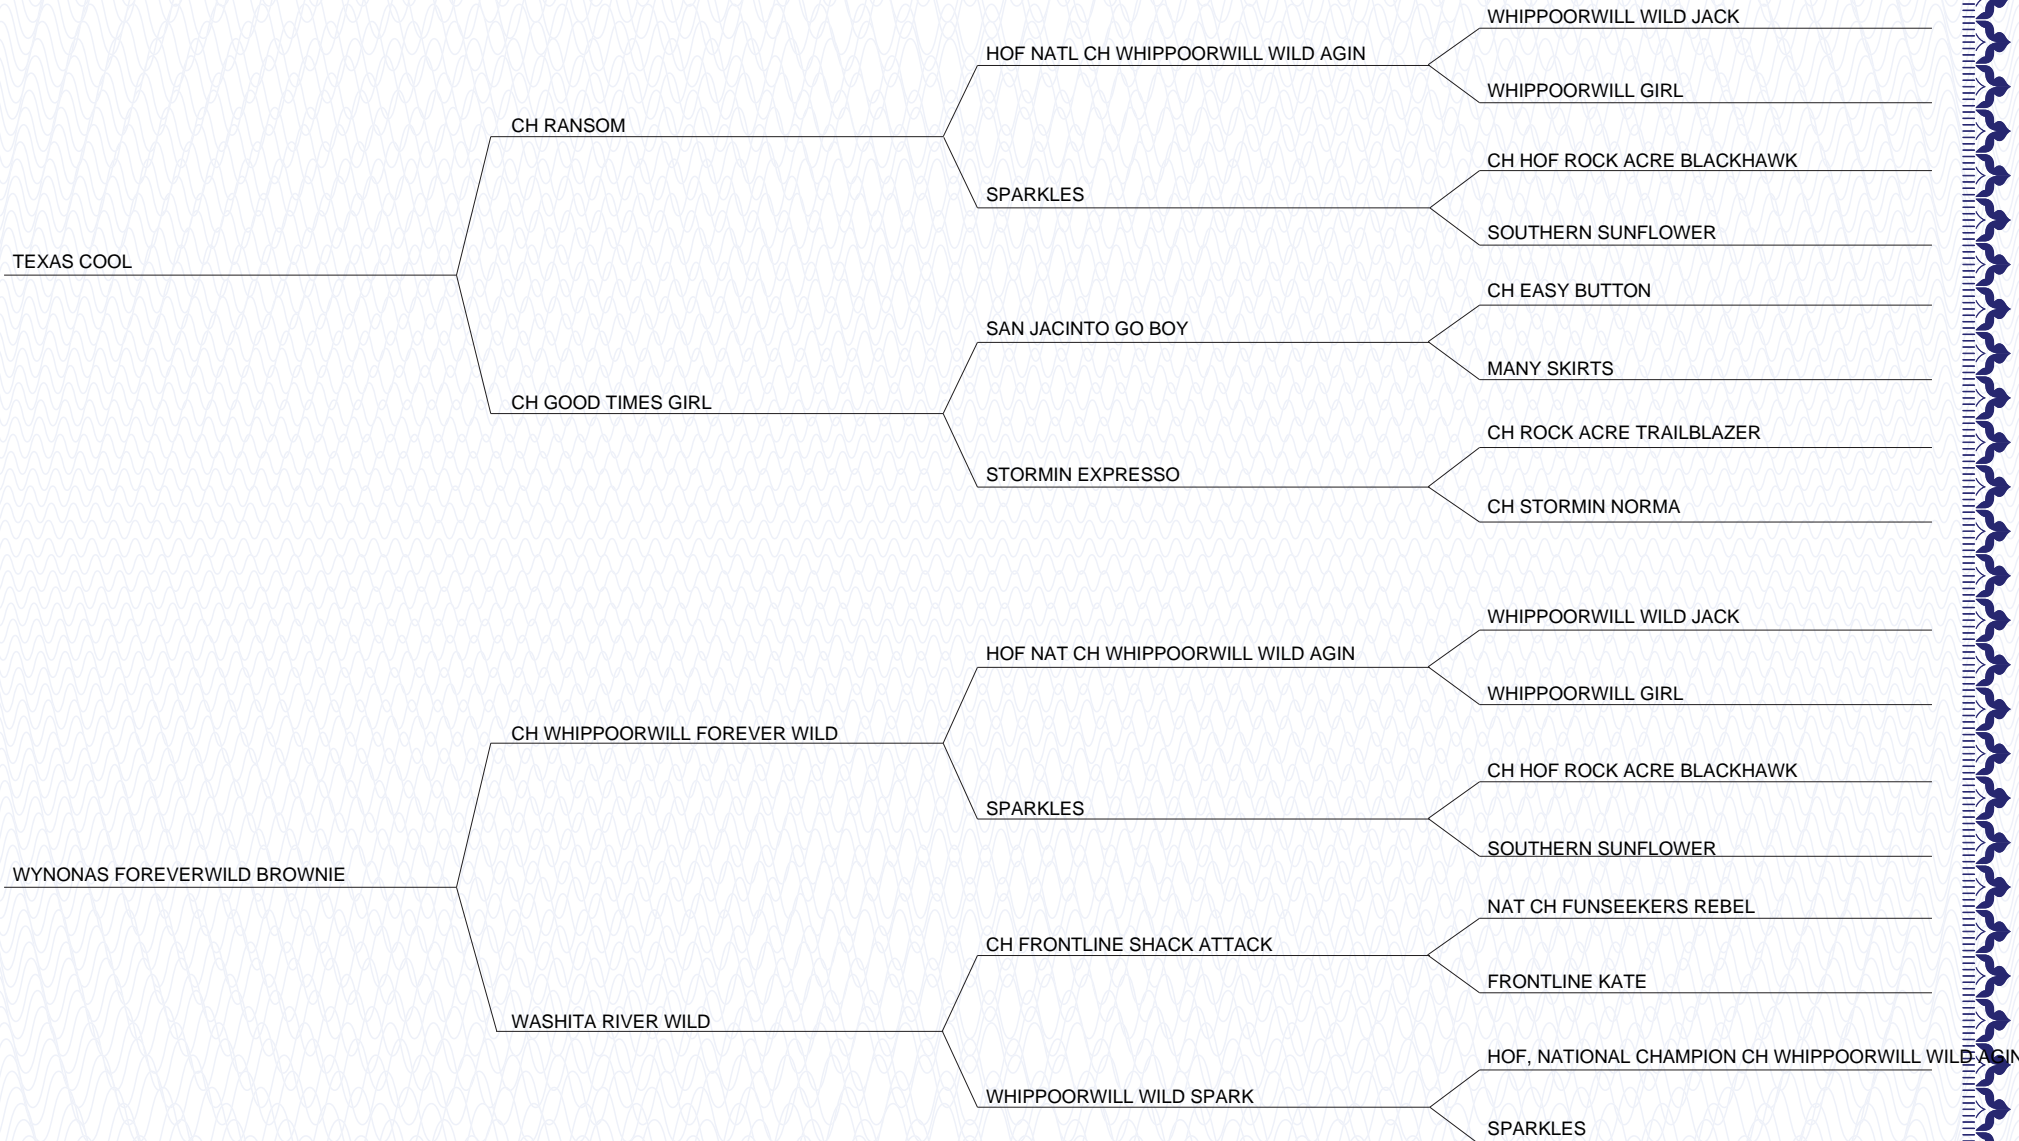 WHIPPOORWILL WILD JACK
HOF NATL CH WHIPPOORWILL WILD AGIN
WHIPPOORWILL GIRL
CH RANSOM
CH HOF ROCK ACRE BLACKHAWK
SPARKLES
SOUTHERN SUNFLOWER
TEXAS COOL
CH EASY BUTTON
SAN JACINTO GO BOY
MANY SKIRTS
CH GOOD TIMES GIRL
CH ROCK ACRE TRAILBLAZER
STORMIN EXPRESSO
CH STORMIN NORMA
WHIPPOORWILL WILD JACK
HOF NAT CH WHIPPOORWILL WILD AGIN
WHIPPOORWILL GIRL
CH WHIPPOORWILL FOREVER WILD
CH HOF ROCK ACRE BLACKHAWK
SPARKLES
SOUTHERN SUNFLOWER
WYNONAS FOREVERWILD BROWNIE
NAT CH FUNSEEKERS REBEL
CH FRONTLINE SHACK ATTACK
FRONTLINE KATE
WASHITA RIVER WILD
HOF, NATIONAL CHAMPION CH WHIPPOORWILL WILD AGIN
WHIPPOORWILL WILD SPARK
SPARKLES